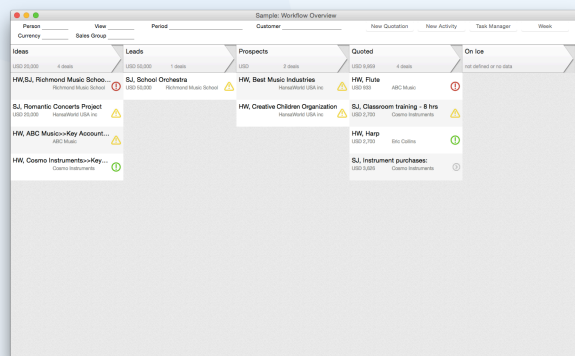 Sample: Workflow Overview
Person View Period Customer New Quotation New Activity Task Manager Week
Currency Sales Group
Ideas Leads Prospects Quoted On Ice
USD 20,000 4 deals USD 50,000 1 deals USD 2 deals USD 9,959 4 deals not defined or no data
HW,SJ, Richmond Music Schoo...
Richmond Music School
SJ, Romantic Concerts Project
USD 20,000 HansaWorld USA Inc
HW, ABC Music>>Key Account...
ABC Music
HW, Cosmo Instruments>>Key...
Cosmo Instruments
SJ, School Orchestra
USD 50,000 Richmond Music School
HW, Best Music Industries
HansaWorld USA Inc
HW, Creative Children Organization
HansaWorld USA Inc
HW, Flute
USD 933 ABC Music
SJ, Classroom training - 8 hrs
USD 2,700 Cosmo Instruments
HW, Harp
USD 2,700 Eric Collins
SJ, Instrument purchases:
USD 3,626 Cosmo Instruments